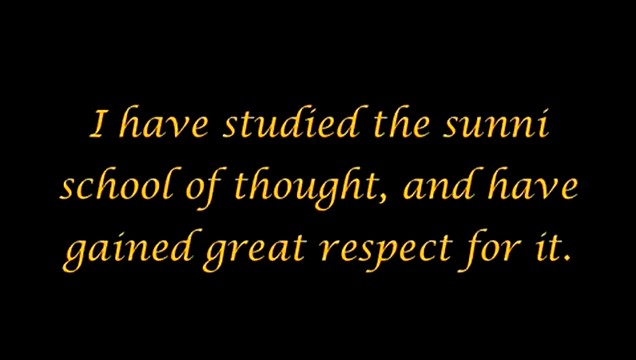 I have studied the sunni
school of thought, and have
gained great respect for it.